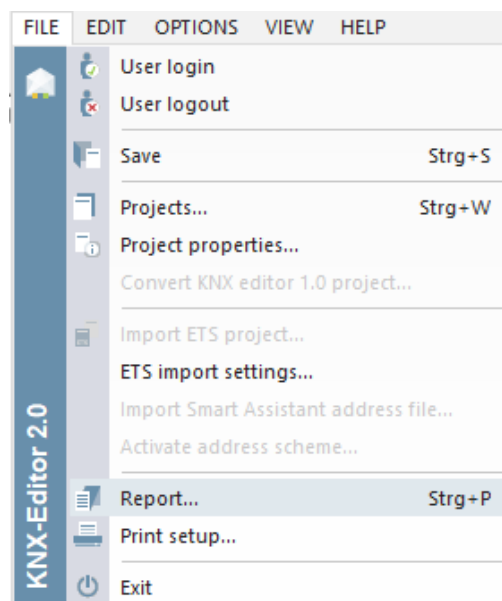 FILE EDIT OPTIONS VIEW HELP
User login
User logout
Save Strg+S
Projects... Strg+W
Project properties...
Convert KNX editor 1.0 project...
Import ETS project...
ETS import settings...
Import Smart Assistant address file...
Activate address scheme...
Report... Strg+P
Print setup...
Exit
KNX-Editor 2.0